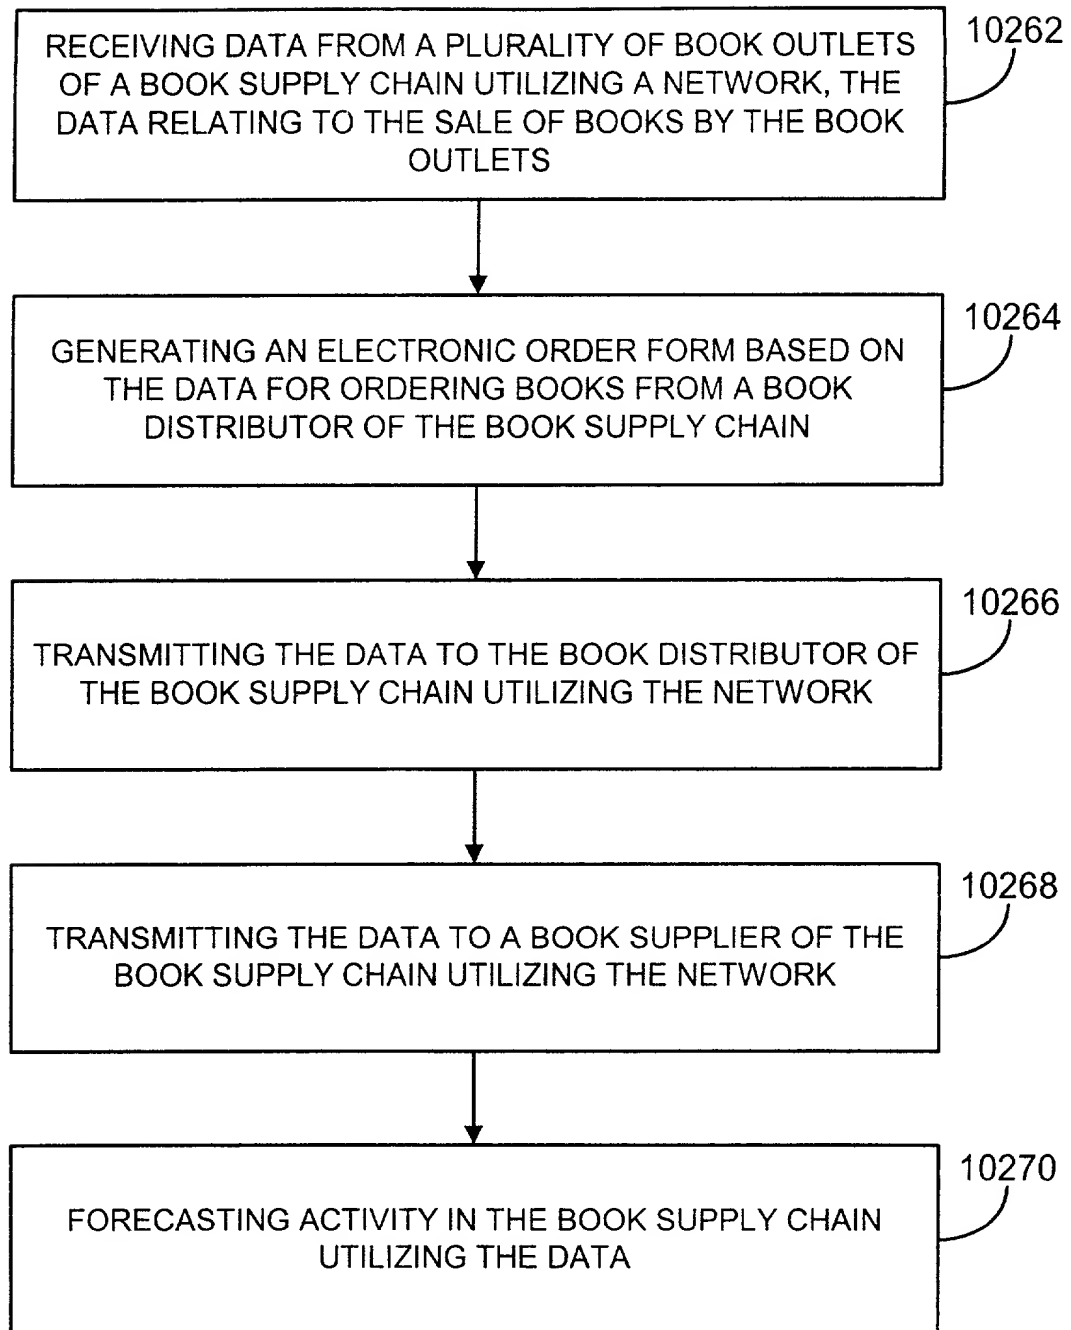 RECEIVING DATA FROM A PLURALITY OF BOOK OUTLETS
OF A BOOK SUPPLY CHAIN UTILIZING A NETWORK, THE
DATA RELATING TO THE SALE OF BOOKS BY THE BOOK
OUTLETS
10262
GENERATING AN ELECTRONIC ORDER FORM BASED ON
THE DATA FOR ORDERING BOOKS FROM A BOOK
DISTRIBUTOR OF THE BOOK SUPPLY CHAIN
10264
TRANSMITTING THE DATA TO THE BOOK DISTRIBUTOR OF
THE BOOK SUPPLY CHAIN UTILIZING THE NETWORK
10266
TRANSMITTING THE DATA TO A BOOK SUPPLIER OF THE
BOOK SUPPLY CHAIN UTILIZING THE NETWORK
10268
FORECASTING ACTIVITY IN THE BOOK SUPPLY CHAIN
UTILIZING THE DATA
10270